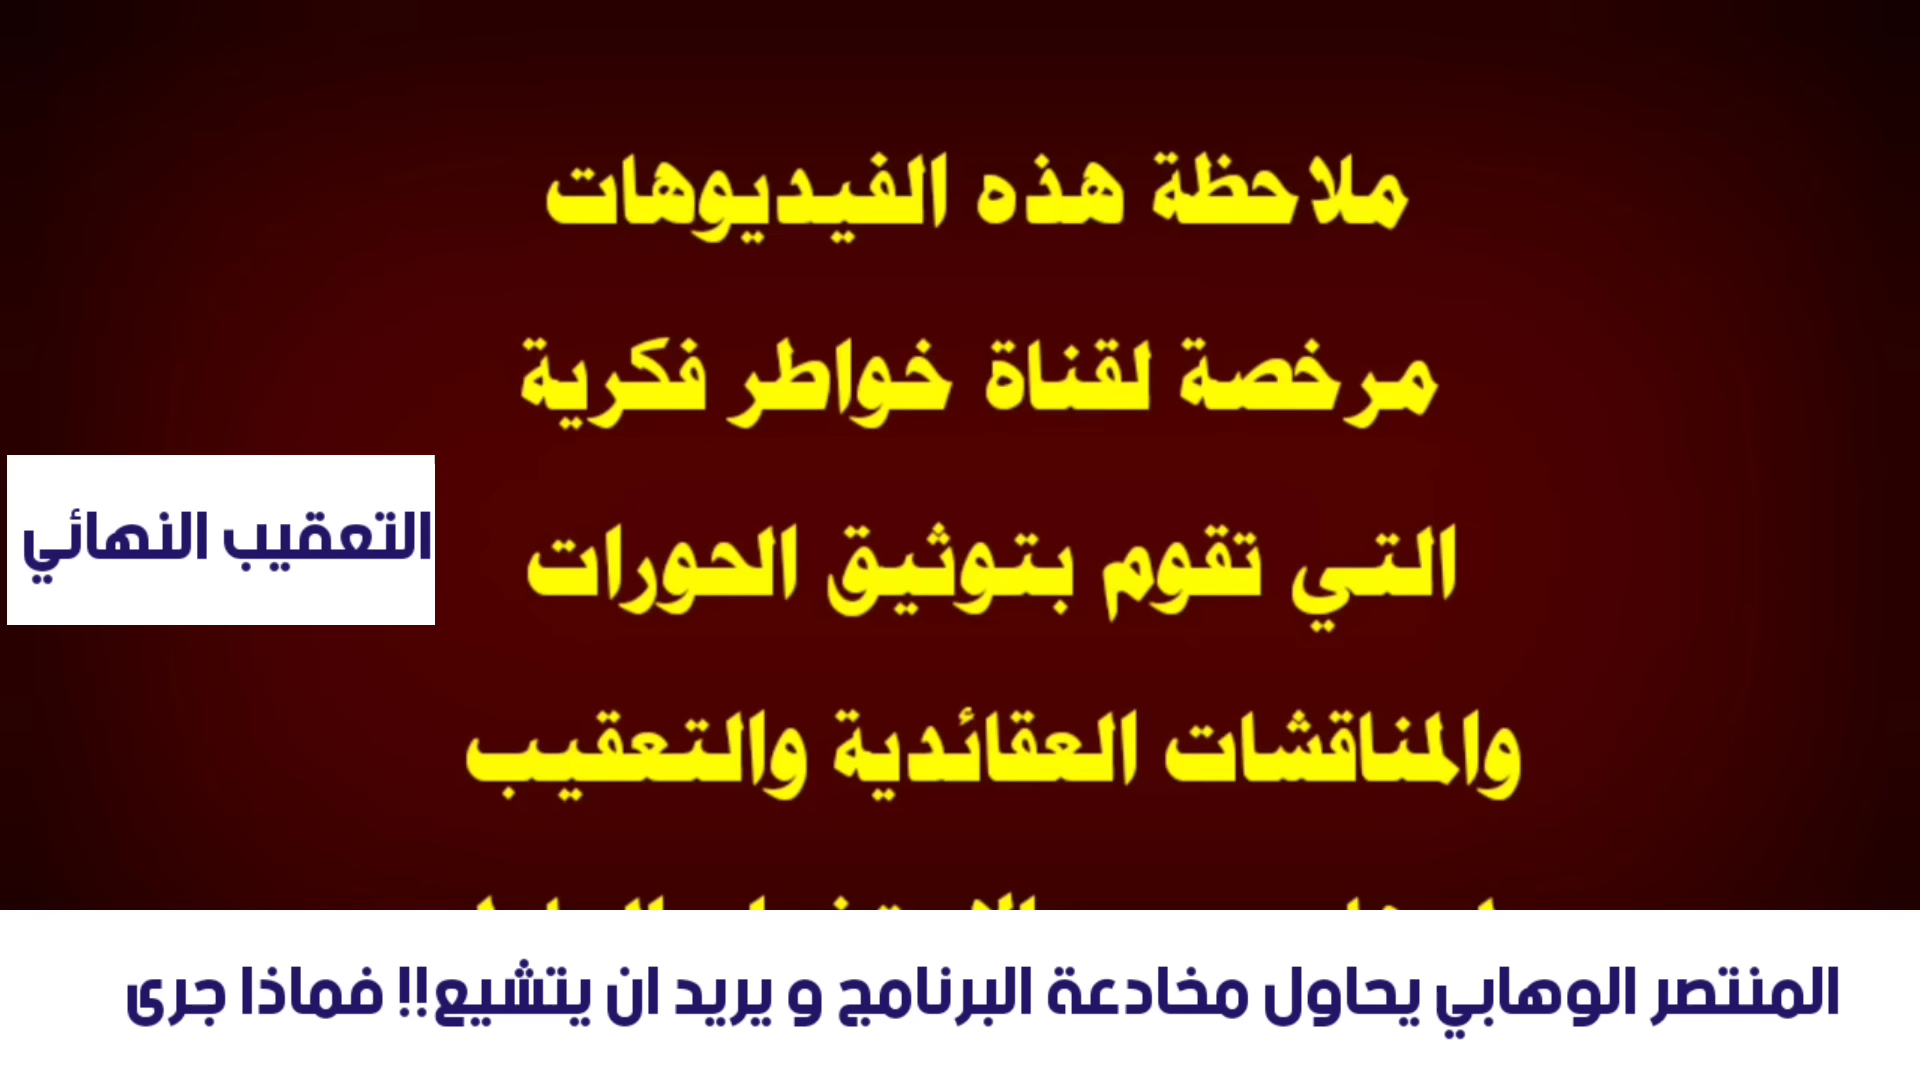 ملاحظة هذه الفيديوهات
مرخصة لقناة خواطر فكرية
التي تقوم بتوثيق الحورات
والمناقشات العقائدية والتعقيب
التعقيب النهائي
المنتصر الوهابي يحاول مخادعة البرنامج و يريد ان يتشيع!! فماذا جرى